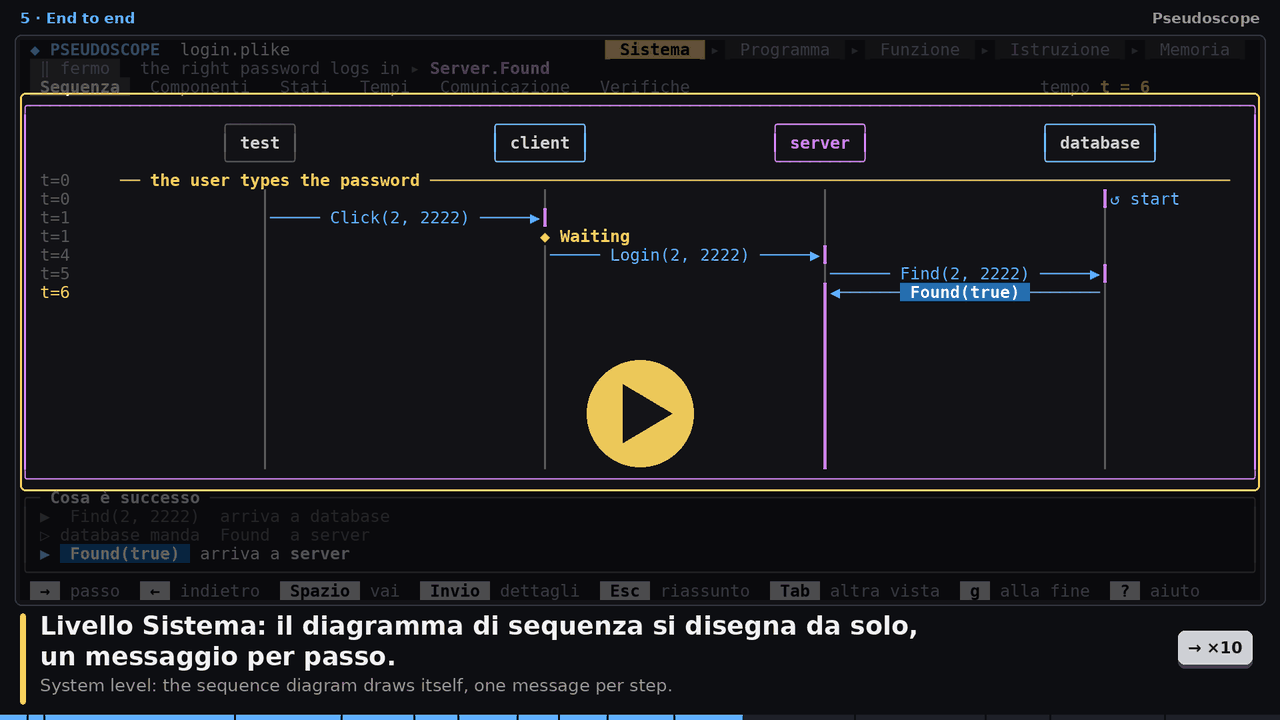 5 · End to end
Pseudoscope
◆ PSEUDOSCOPE login.plike
Sistema ▸ Programma ▸ Funzione ▸ Istruzione ▸ Memoria
‖ fermo the right password logs in ▸ Server.Found
Sequenza Componenti Stati Tempi Comunicazione Verifiche tempo t = 6
test client server database
t=0 the user types the password
t=0 ↺ start
t=1 Click(2, 2222)
t=1 ◆ Waiting
t=4 Login(2, 2222)
t=5 Find(2, 2222)
t=6 Found(true)
Cosa è successo
▶ Find(2, 2222) arriva a database
▷ database manda Found a server
▶ Found(true) arriva a server
→ passo ← indietro Spazio vai Invio dettagli Esc riassunto Tab altra vista g alla fine ? aiuto
Livello Sistema: il diagramma di sequenza si disegna da solo,
un messaggio per passo.
→ ×10
System level: the sequence diagram draws itself, one message per step.